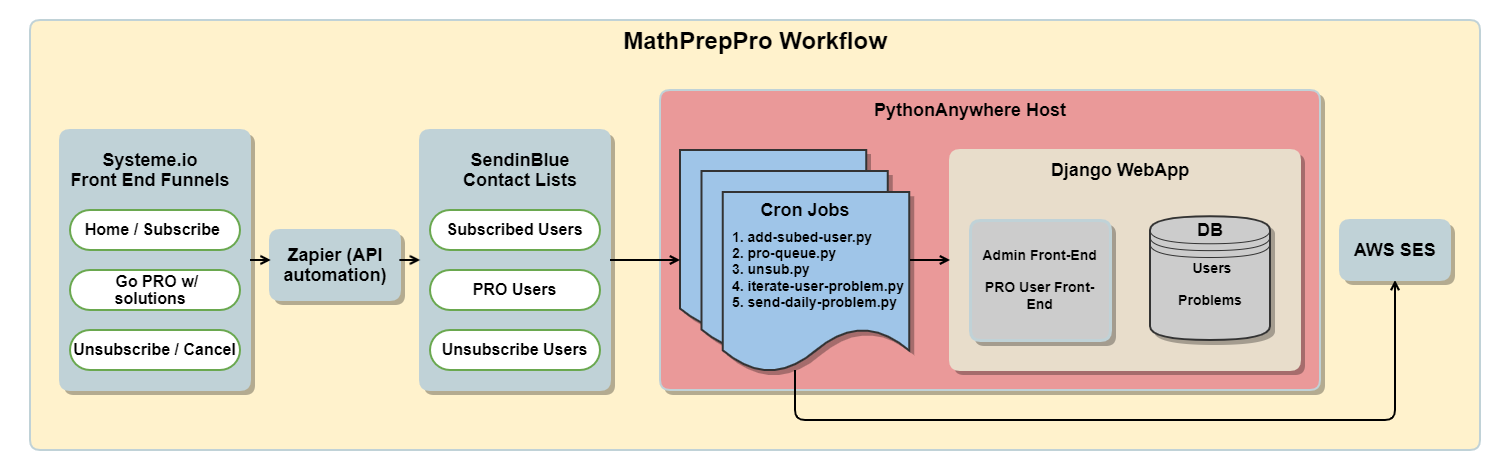 MathPrepPro Workflow
Systeme.io
Front End Funnels
Home / Subscribe
Go PRO w/
solutions
Unsubscribe / Cancel
Zapier (API
automation)
SendinBlue
Contact Lists
Subscribed Users
PRO Users
Unsubscribe Users
PythonAnywhere Host
Cron Jobs
1. add-subed-user.py
2. pro-queue.py
3. unsub.py
4. iterate-user-problem.py
5. send-daily-problem.py
Django WebApp
Admin Front-End
PRO User Front-
End
DB
Users
Problems
AWS SES